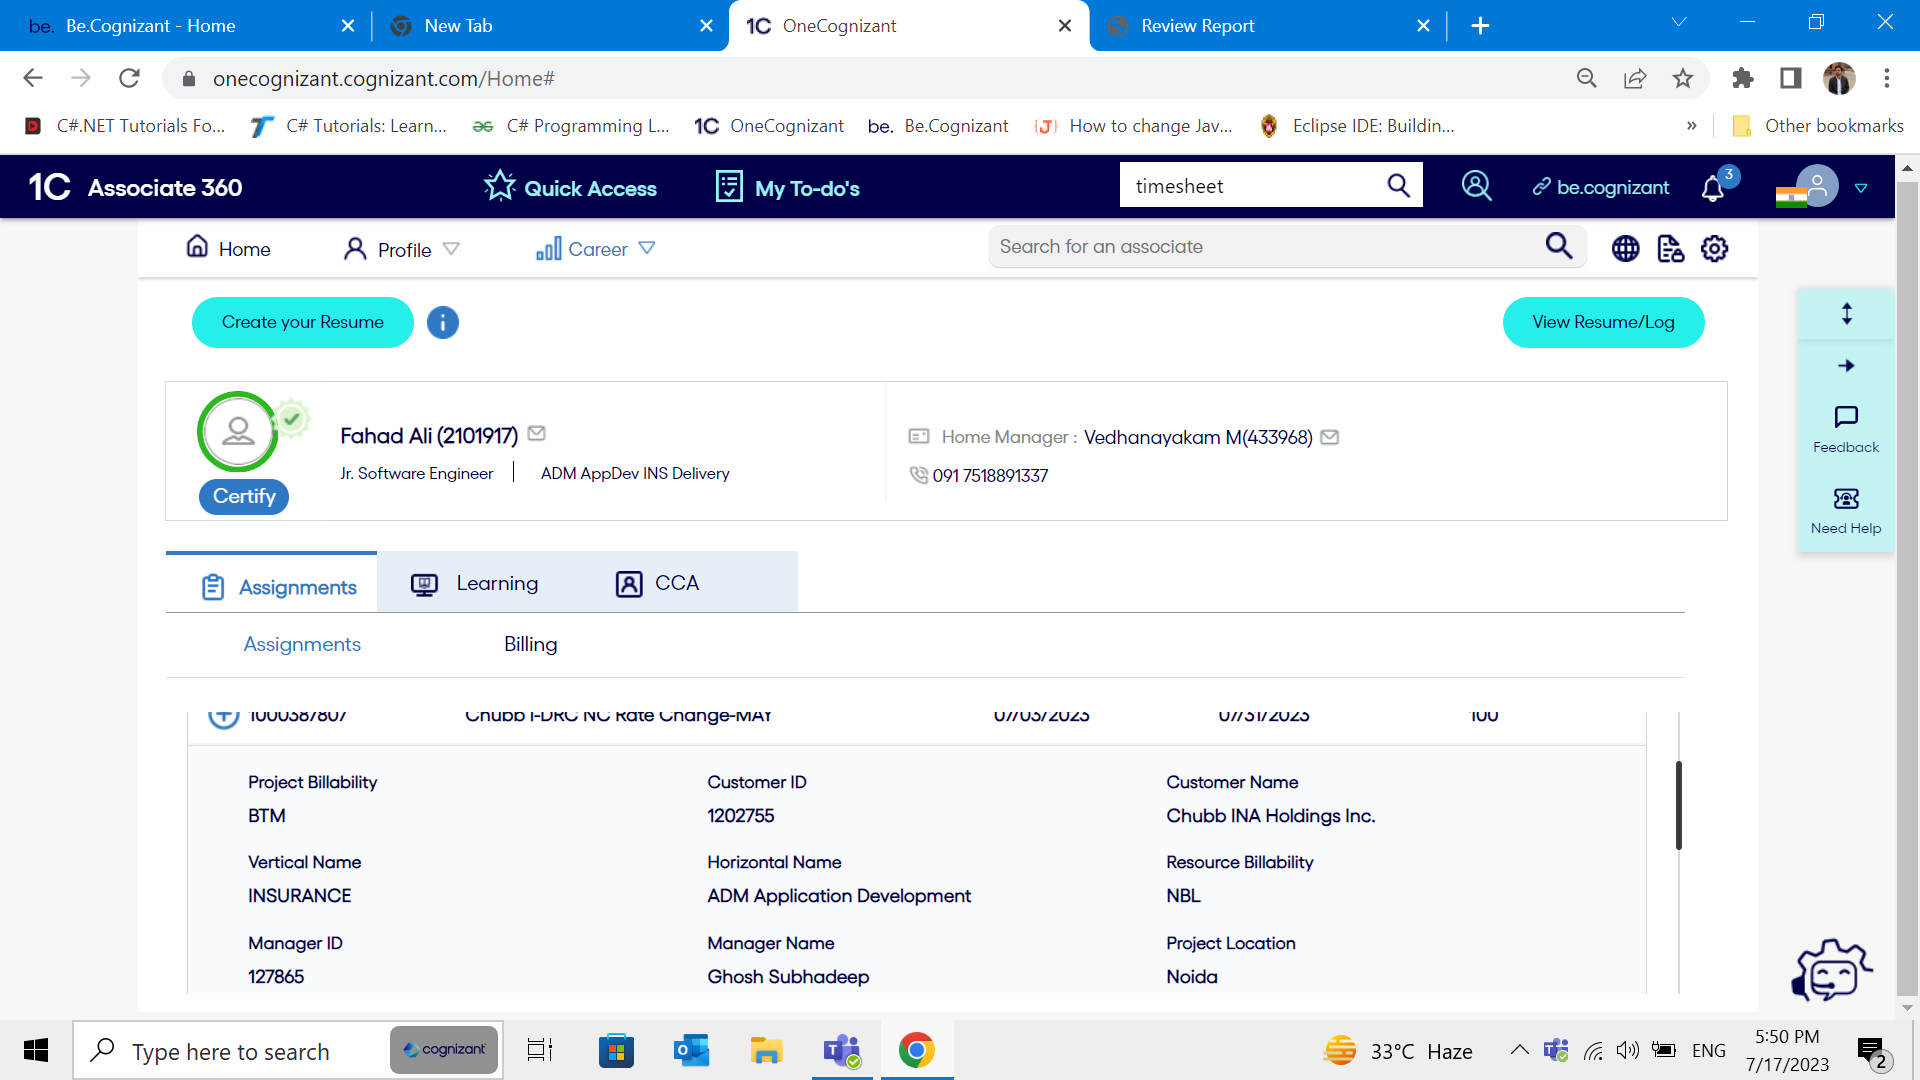 be. Be.Cognizant - Home
New Tab
1C OneCognizant
Review Report
onecognizant.cognizant.com/Home#
C#.NET Tutorials Fo...
C# Tutorials: Learn...
C# Programming L...
1C OneCognizant
be. Be.Cognizant
How to change Jav...
Eclipse IDE: Buildin...
»
Other bookmarks
1C Associate 360
Quick Access
My To-do's
timesheet
be.cognizant
3
Home
Profile
Career
Search for an associate
Create your Resume
View Resume/Log
Fahad Ali (2101917)
Jr. Software Engineer
ADM AppDev INS Delivery
Certify
Home Manager : Vedhanayakam M(433968)
091 7518891337
Feedback
Need Help
Assignments
Learning
CCA
Assignments
Billing
1000387807 Chubb I-DRC NC Rate Change-MAY 07/03/2023 07/31/2023 100
Project Billability Customer ID Customer Name
BTM 1202755 Chubb INA Holdings Inc.
Vertical Name Horizontal Name Resource Billability
INSURANCE ADM Application Development NBL
Manager ID Manager Name Project Location
127865 Ghosh Subhadeep Noida
Type here to search
cognizant
33°C Haze
ENG
5:50 PM
7/17/2023
2